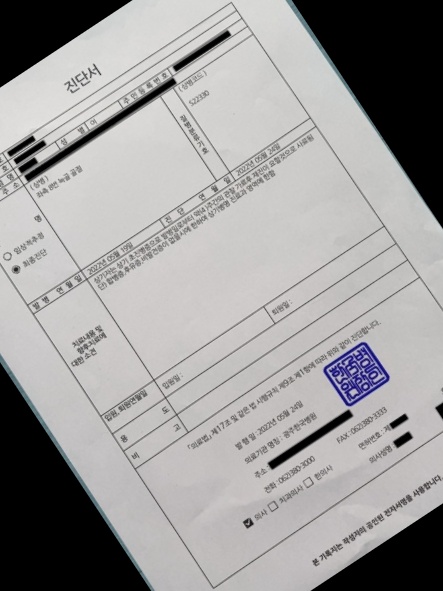 진단서
주민등록번호
성 별 여
주 소
(상병)
좌측 8번 늑골 골절
질병분류기호
(상병코드)
S22330
명
임상적추정
최종진단
발 병 연 월 일
2022년 05월 19일
진 단 연 월 일
2022년 05월 24일
치료내용 및
향후치료에
대한 소견
입원, 퇴원연월일
입원일 :
퇴원일 :
용 도
비 고
「의료법」제17조 및 같은 법 시행규칙 제9조 제1항에 따라 위와 같이 진단합니다.
발 행 일 : 2022년 05월 24일
의료기관 명칭 : 광주한국병원
주소 :
전화 : 062)380-3000
FAX : 062)380-3333
의사 치과의사 한의사
면허번호 : 제
의사성명
본 기록지는 작성자의 공인된 전자서명을 사용합니다.